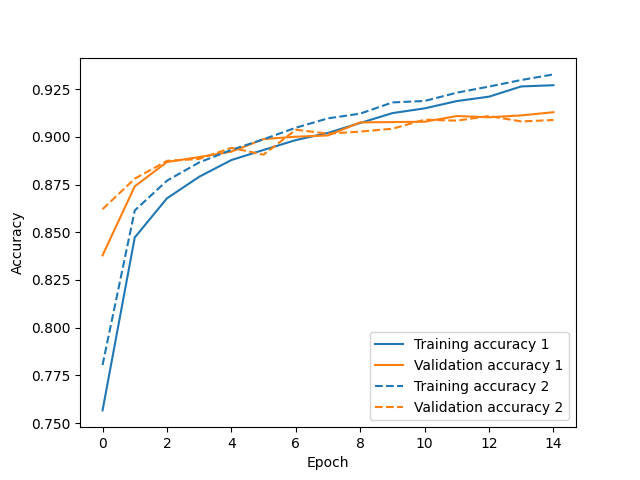 0.925
0.900
0.875
0.850
0.825
0.800
0.775
0.750
Accuracy
0 2 4 6 8 10 12 14
Epoch
Training accuracy 1
Validation accuracy 1
Training accuracy 2
Validation accuracy 2